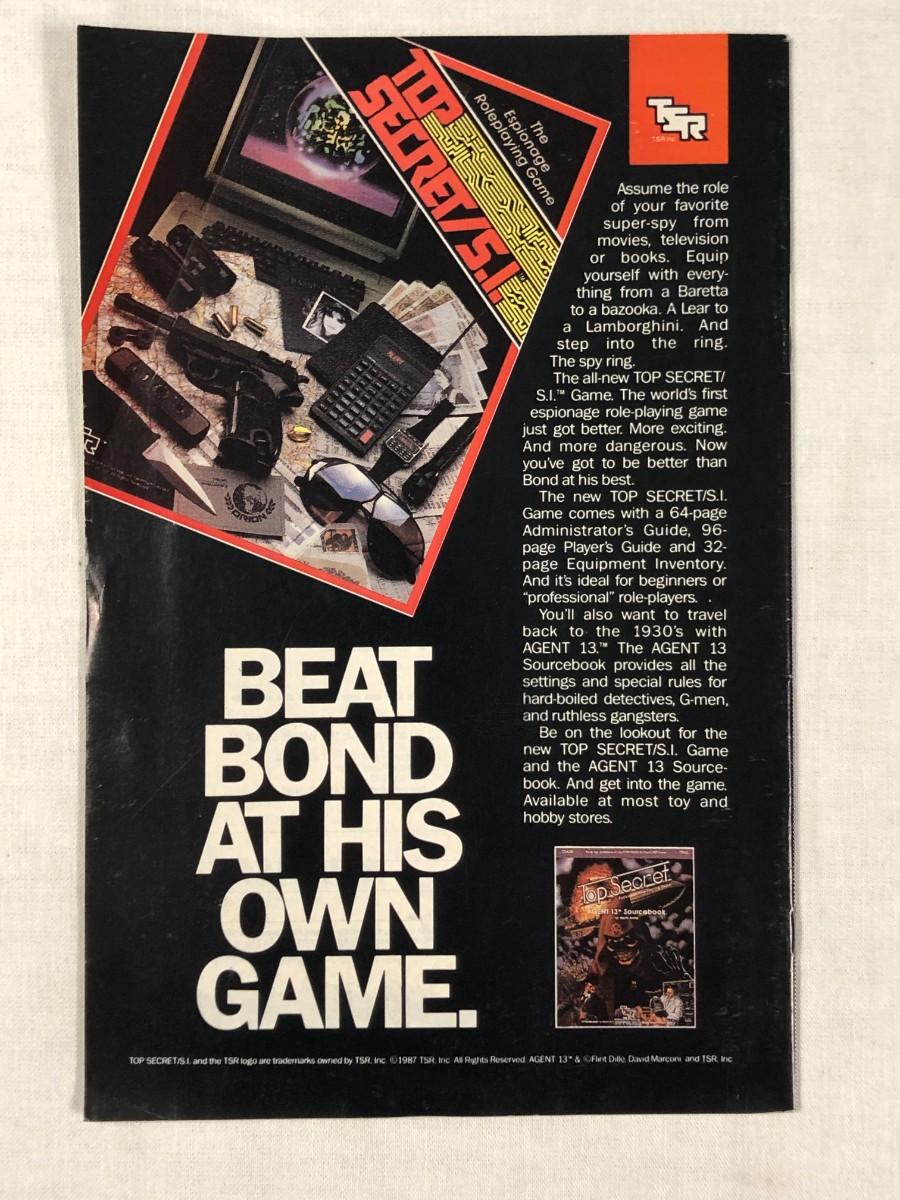 TOP
SECRET/S.I.™
The
Espionage
Roleplaying Game
ORION
TSR
TSR, Inc.
Assume the role
of your favorite
super-spy from
movies, television
or books. Equip
yourself with every-
thing from a Baretta
to a bazooka. A Lear to
a Lamborghini. And
step into the ring.
The spy ring.
The all-new TOP SECRET/
S.I.™ Game. The world's first
espionage role-playing game
just got better. More exciting.
And more dangerous. Now
you've got to be better than
Bond at his best.
The new TOP SECRET/S.I.
Game comes with a 64-page
Administrator's Guide, 96-
page Player's Guide and 32-
page Equipment Inventory.
And it's ideal for beginners or
“professional” role-players.
You'll also want to travel
back to the 1930's with
AGENT 13.™ The AGENT 13
Sourcebook provides all the
settings and special rules for
hard-boiled detectives, G-men,
and ruthless gangsters.
Be on the lookout for the
new TOP SECRET/S.I. Game
and the AGENT 13 Source-
book. And get into the game.
Available at most toy and
hobby stores.
BEAT
BOND
AT HIS
OWN
GAME.
Top Secret
AGENT 13™ Sourcebook
TOP SECRET/S.I. and the TSR logo are trademarks owned by TSR, Inc. ©1987 TSR, Inc. All Rights Reserved. AGENT 13™ & ©Flint Dille, David Marconi and TSR, Inc.